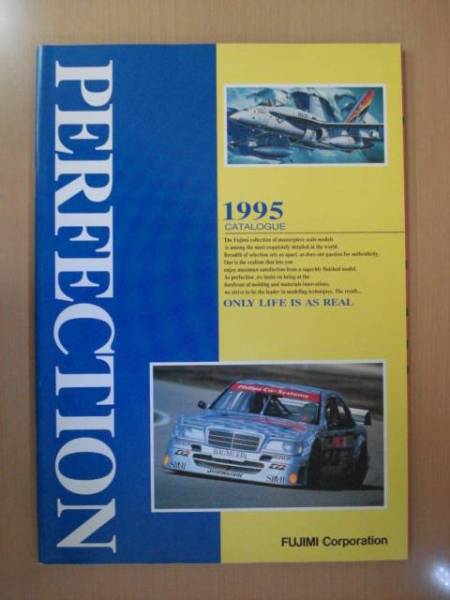 PERFECTION
1995
CATALOGUE
The Fujimi collection of masterpiece scale models
is among the most exquisitely detailed in the world.
Breadth of selection sets us apart, as does our passion for authenticity.
Our is the realism that lets you
enjoy maximum satisfaction from a superbly finished model.
As perfection, we insist on being at the
forefront of molding and materials innovations.
we strive to be the leader in modeling techniques. The result...
ONLY LIFE IS AS REAL
Philips Car Systems
FUJIMI Corporation